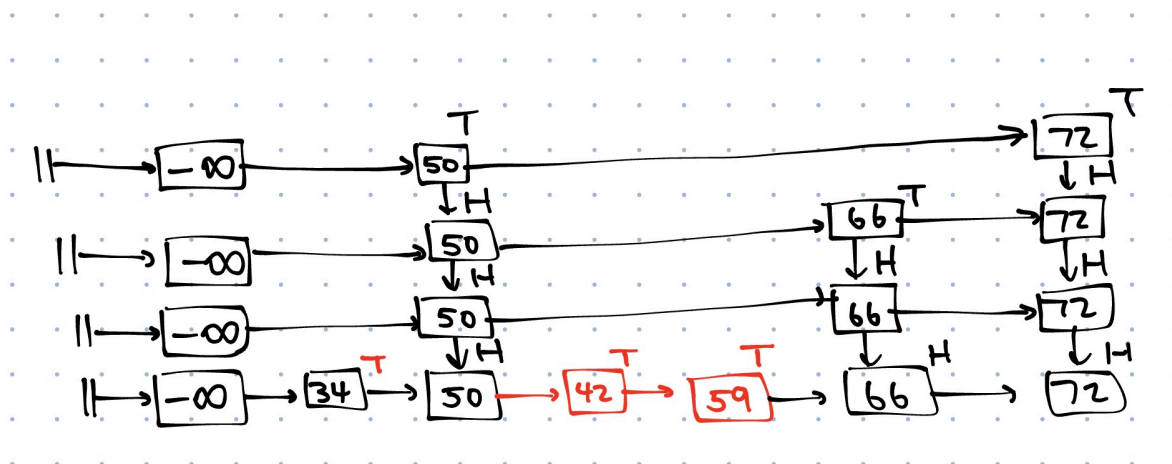 T
T
-∞ 50 72
H H
T
-∞ 50 66 72
H H H
-∞ 50 66 72
T H T T H H
-∞ 34 50 42 59 66 72